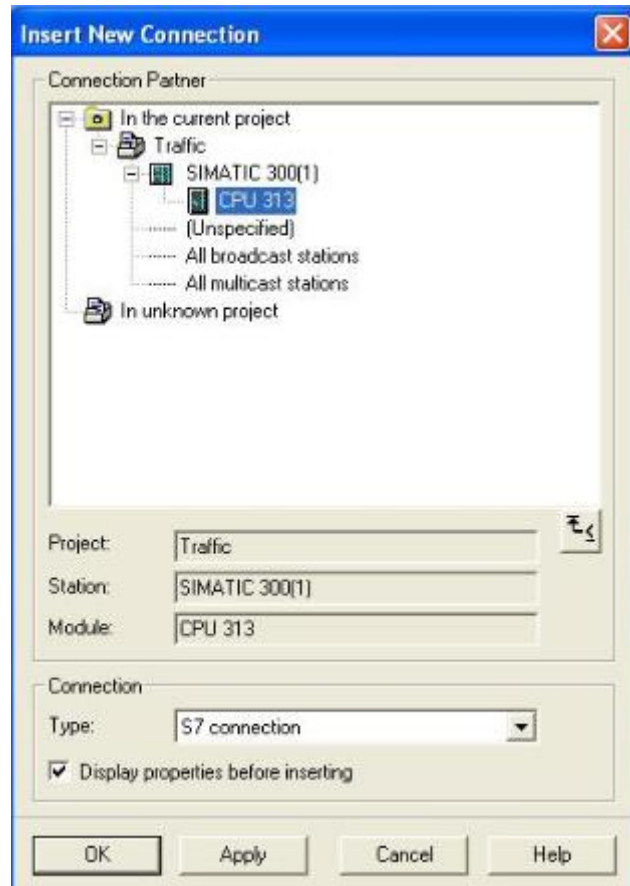 Insert New Connection
Connection Partner
In the current project
Traffic
SIMATIC 300(1)
CPU 313
(Unspecified)
All broadcast stations
All multicast stations
In unknown project
Project: Traffic
Station: SIMATIC 300(1)
Module: CPU 313
Connection
Type: S7 connection
Display properties before inserting
OK Apply Cancel Help